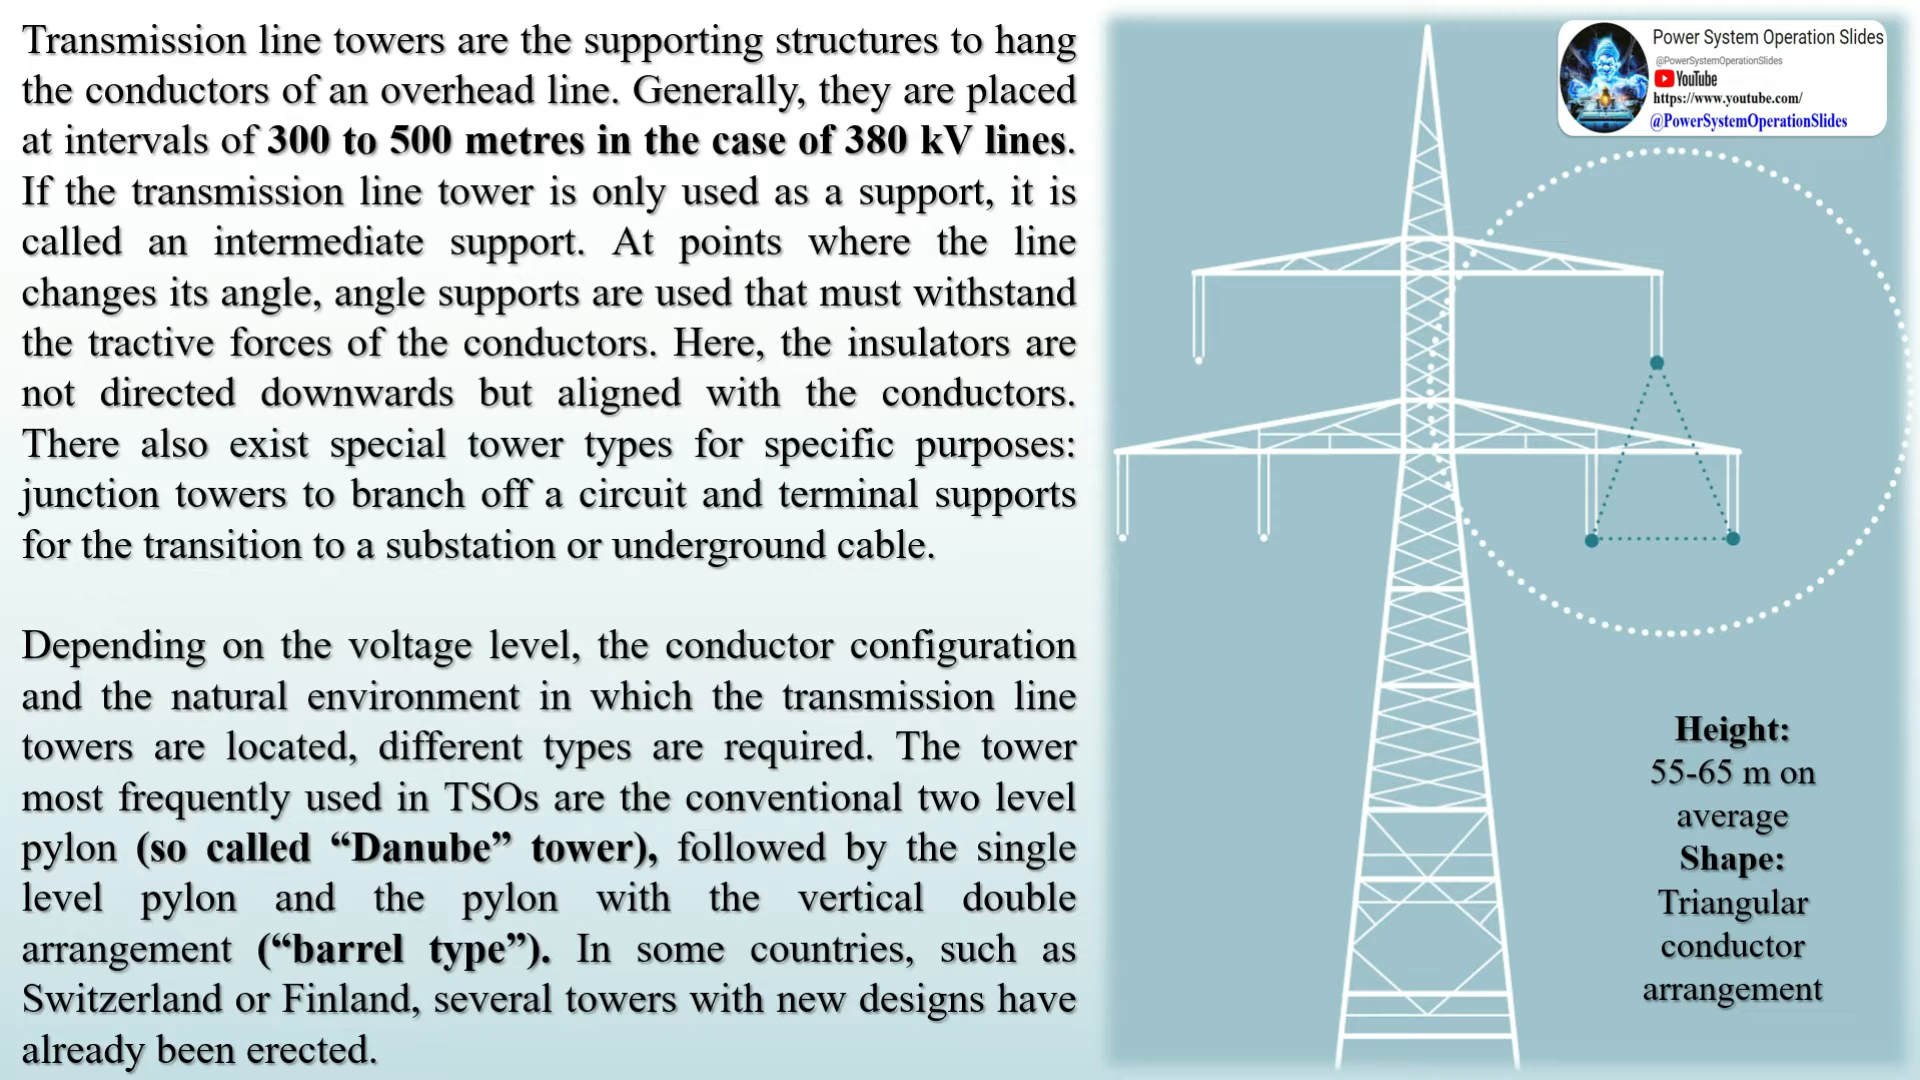 Transmission line towers are the supporting structures to hang
the conductors of an overhead line. Generally, they are placed
at intervals of 300 to 500 metres in the case of 380 kV lines.
If the transmission line tower is only used as a support, it is
called an intermediate support. At points where the line
changes its angle, angle supports are used that must withstand
the tractive forces of the conductors. Here, the insulators are
not directed downwards but aligned with the conductors.
There also exist special tower types for specific purposes:
junction towers to branch off a circuit and terminal supports
for the transition to a substation or underground cable.
Depending on the voltage level, the conductor configuration
and the natural environment in which the transmission line
towers are located, different types are required. The tower
most frequently used in TSOs are the conventional two level
pylon (so called “Danube” tower), followed by the single
level pylon and the pylon with the vertical double
arrangement (“barrel type”). In some countries, such as
Switzerland or Finland, several towers with new designs have
already been erected.
Power System Operation Slides
@PowerSystemOperationSlides
YouTube
https://www.youtube.com/
@PowerSystemOperationSlides
Height:
55-65 m on
average
Shape:
Triangular
conductor
arrangement